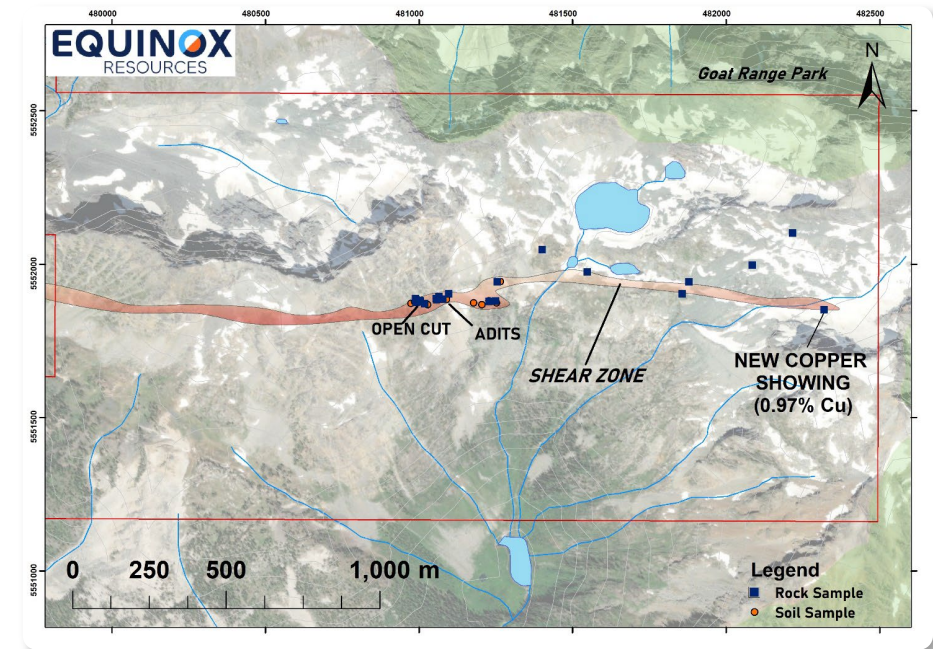 480000 480500 481000 481500 482000 482500
EQUINOX
RESOURCES
Goat Range Park
N
5552500
5552000
5551500
5551000
OPEN CUT
ADITS
SHEAR ZONE
NEW COPPER
SHOWING
(0.97% Cu)
0 250 500 1,000 m
Legend
Rock Sample
Soil Sample